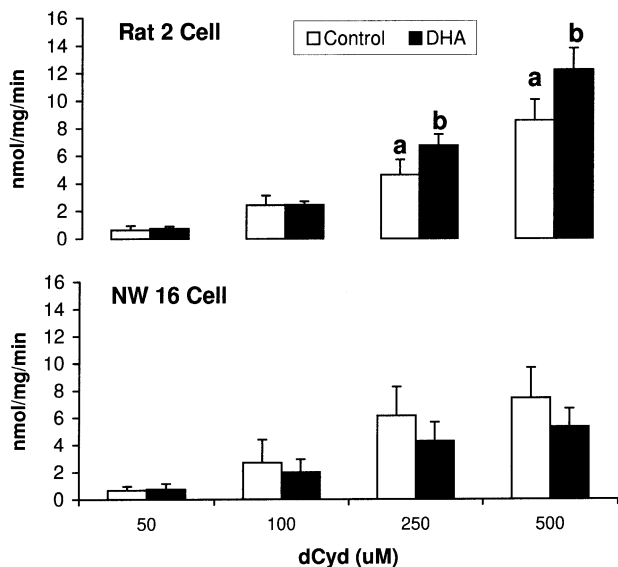 16
14
12
10
8
6
4
2
0
nmol/mg/min
Rat 2 Cell
Control DHA
a b
a b
16
14
12
10
8
6
4
2
0
nmol/mg/min
NW 16 Cell
50 100 250 500
dCyd (uM)